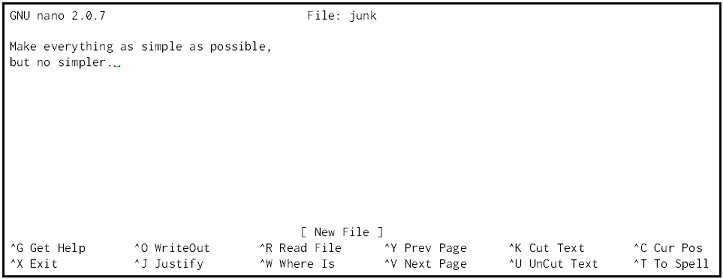 GNU nano 2.0.7 File: junk
Make everything as simple as possible,
but no simpler.
[ New File ]
^G Get Help ^O WriteOut ^R Read File ^Y Prev Page ^K Cut Text ^C Cur Pos
^X Exit ^J Justify ^W Where Is ^V Next Page ^U UnCut Text ^T To Spell